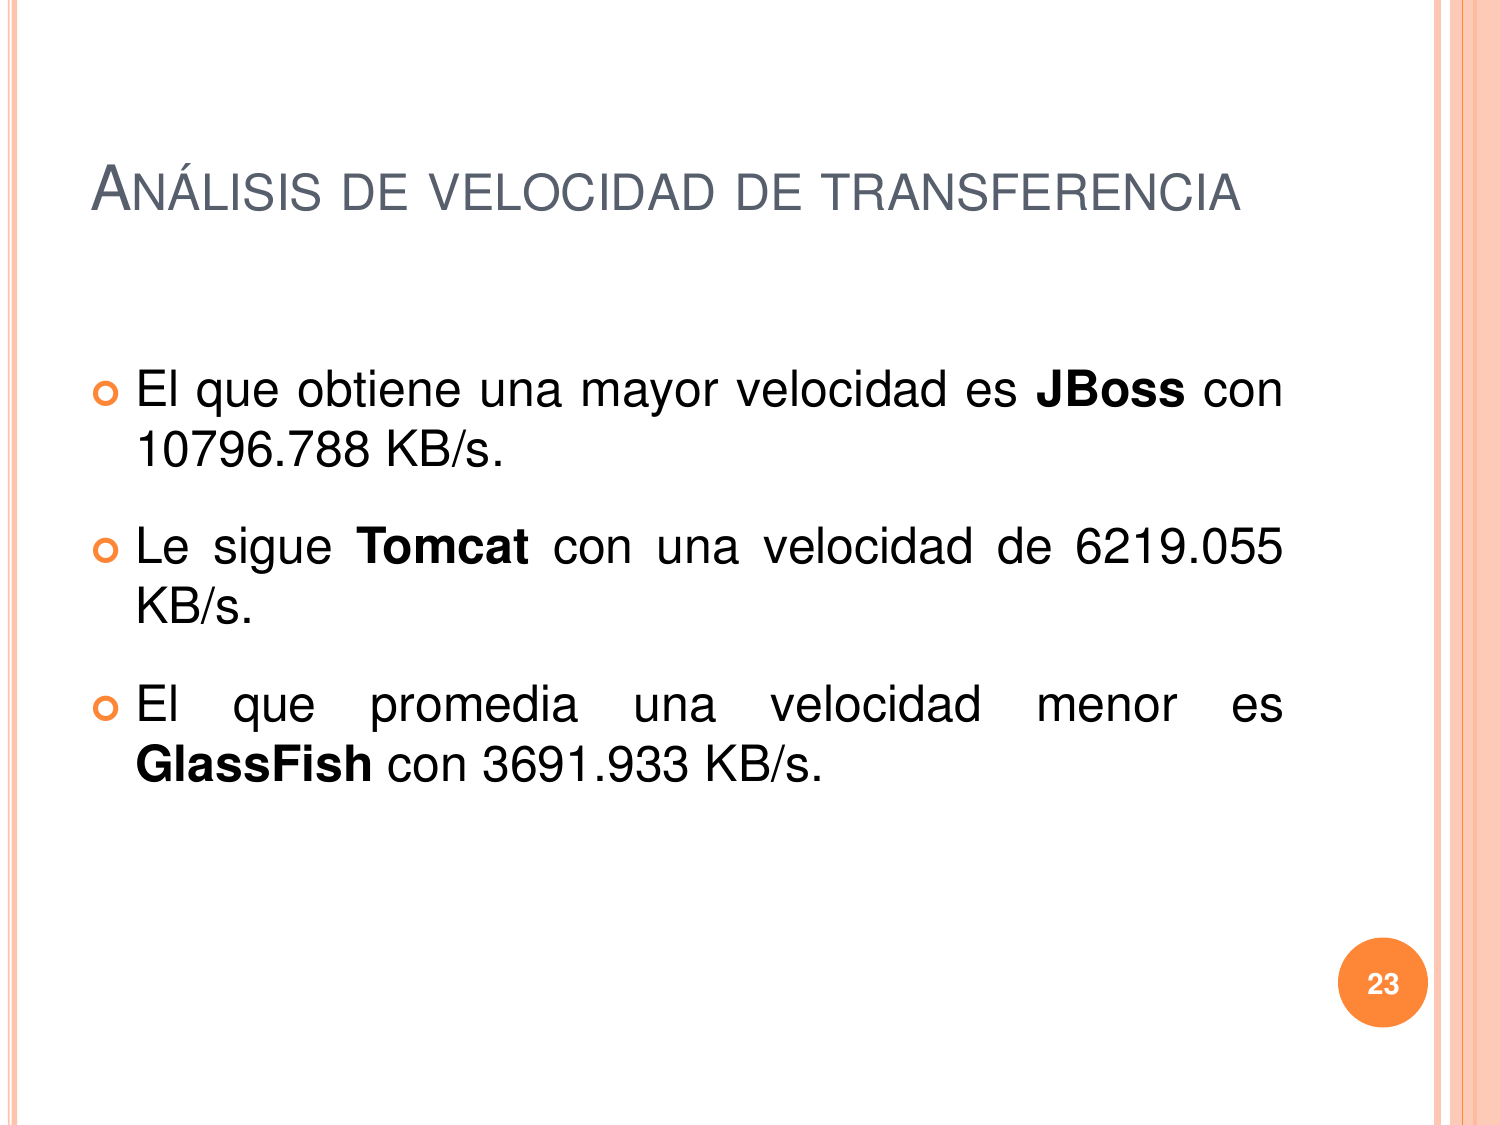 ANÁLISIS DE VELOCIDAD DE TRANSFERENCIA
El que obtiene una mayor velocidad es JBoss con
10796.788 KB/s.
Le sigue Tomcat con una velocidad de 6219.055
KB/s.
El que promedia una velocidad menor es
GlassFish con 3691.933 KB/s.
23